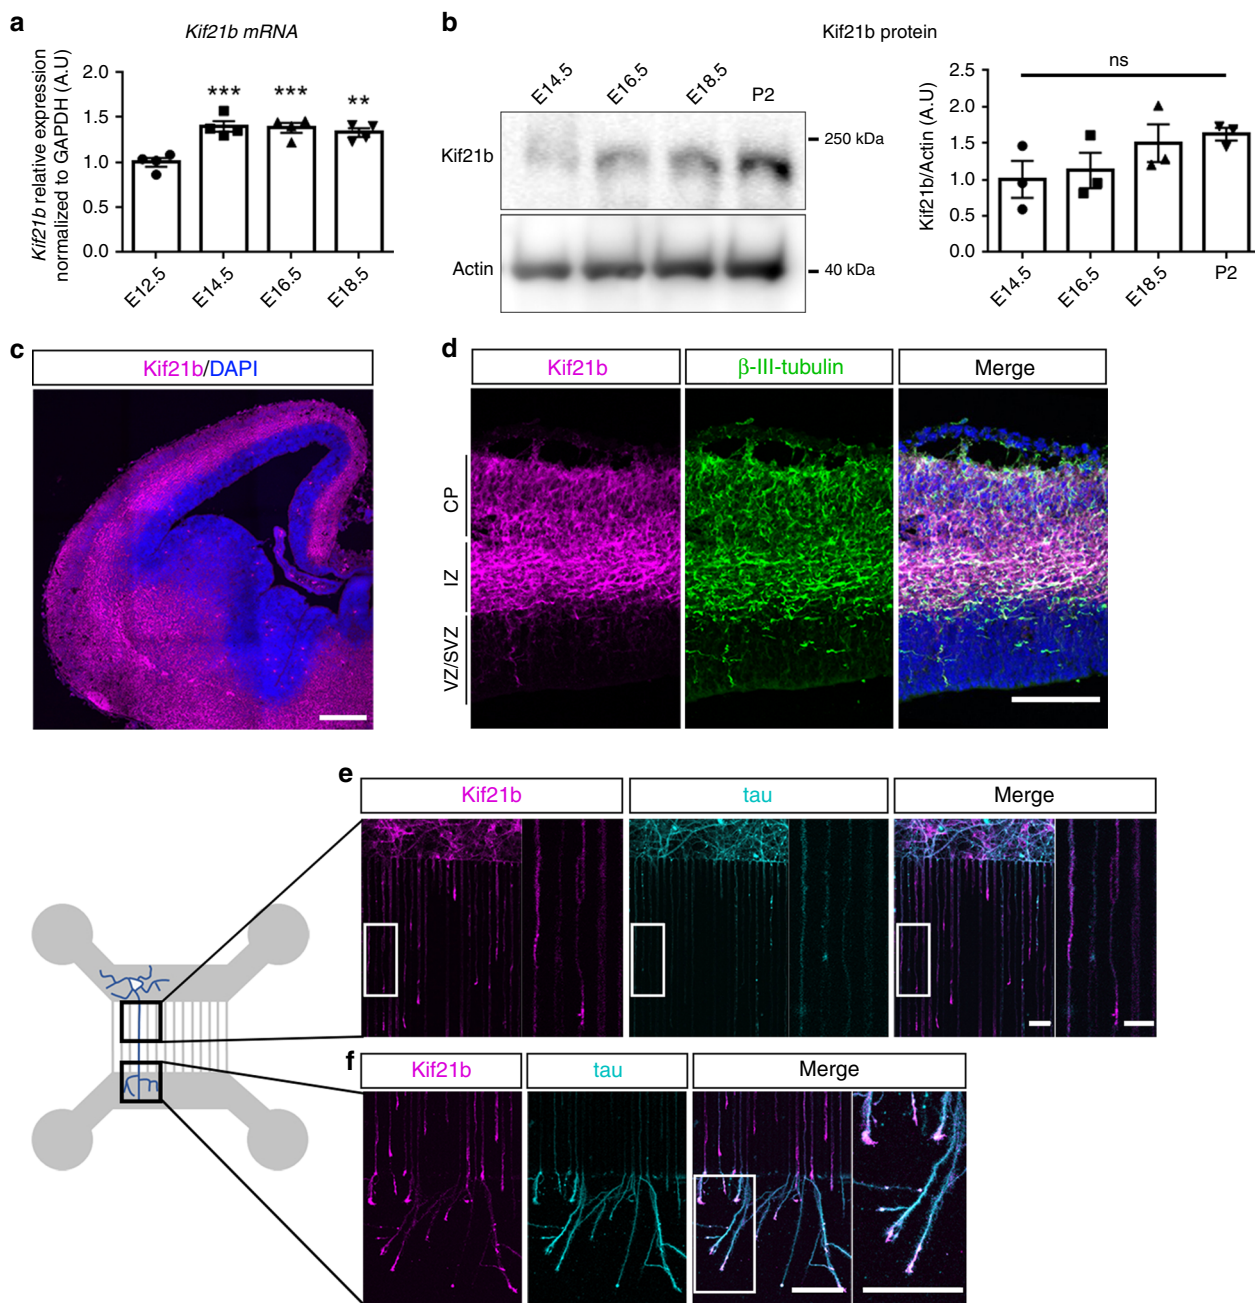 a
Kif21b mRNA
Kif21b relative expression
normalized to GAPDH (A.U)
2.0
1.5
1.0
0.5
0.0
***
***
**
E12.5
E14.5
E16.5
E18.5
b
Kif21b protein
E14.5
E16.5
E18.5
P2
Kif21b
250 kDa
Actin
40 kDa
Kif21b/Actin (A.U)
2.5
2.0
1.5
1.0
0.5
0.0
ns
E14.5
E16.5
E18.5
P2
c
Kif21b/DAPI
d
Kif21b
β-III-tubulin
Merge
CP
IZ
VZ/SVZ
e
Kif21b
tau
Merge
f
Kif21b
tau
Merge